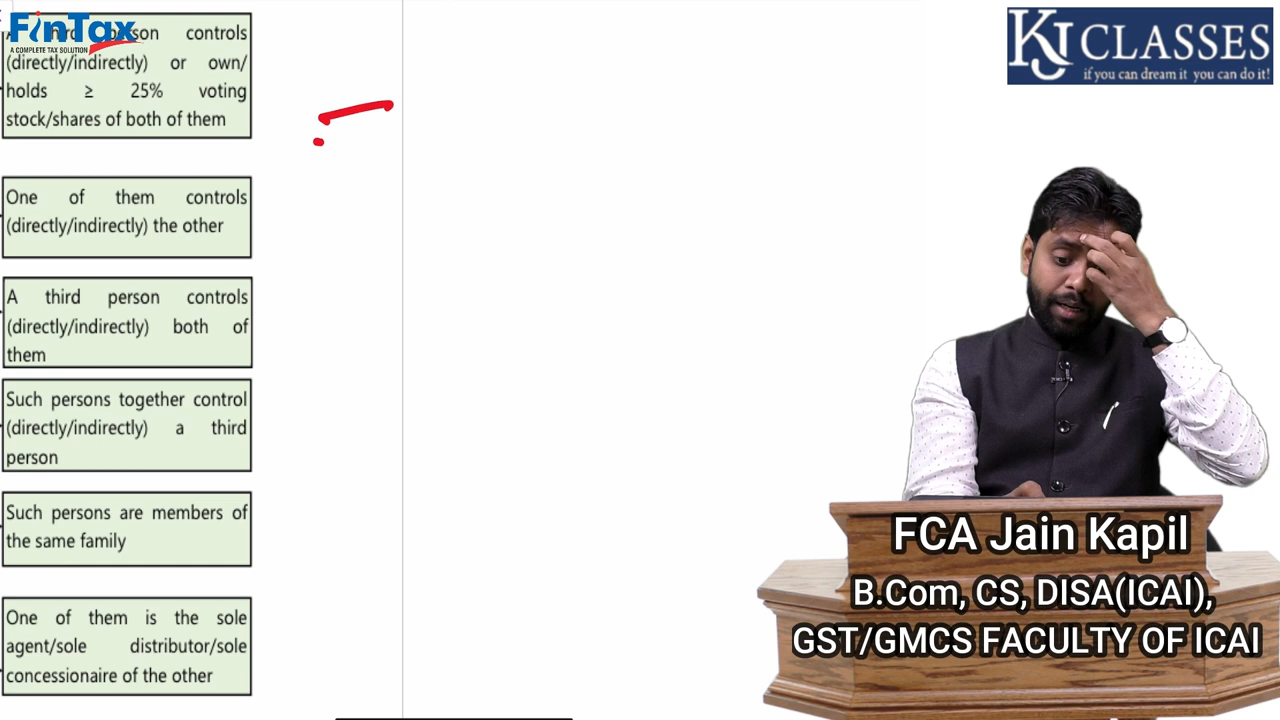 FinTax
A COMPLETE TAX SOLUTION
A third person controls
(directly/indirectly) or own/
holds ≥ 25% voting
stock/shares of both of them
One of them controls
(directly/indirectly) the other
A third person controls
(directly/indirectly) both of
them
Such persons together control
(directly/indirectly) a third
person
Such persons are members of
the same family
One of them is the sole
agent/sole distributor/sole
concessionaire of the other
KJ CLASSES
if you can dream it you can do it!
FCA Jain Kapil
B.Com, CS, DISA(ICAI),
GST/GMCS FACULTY OF ICAI